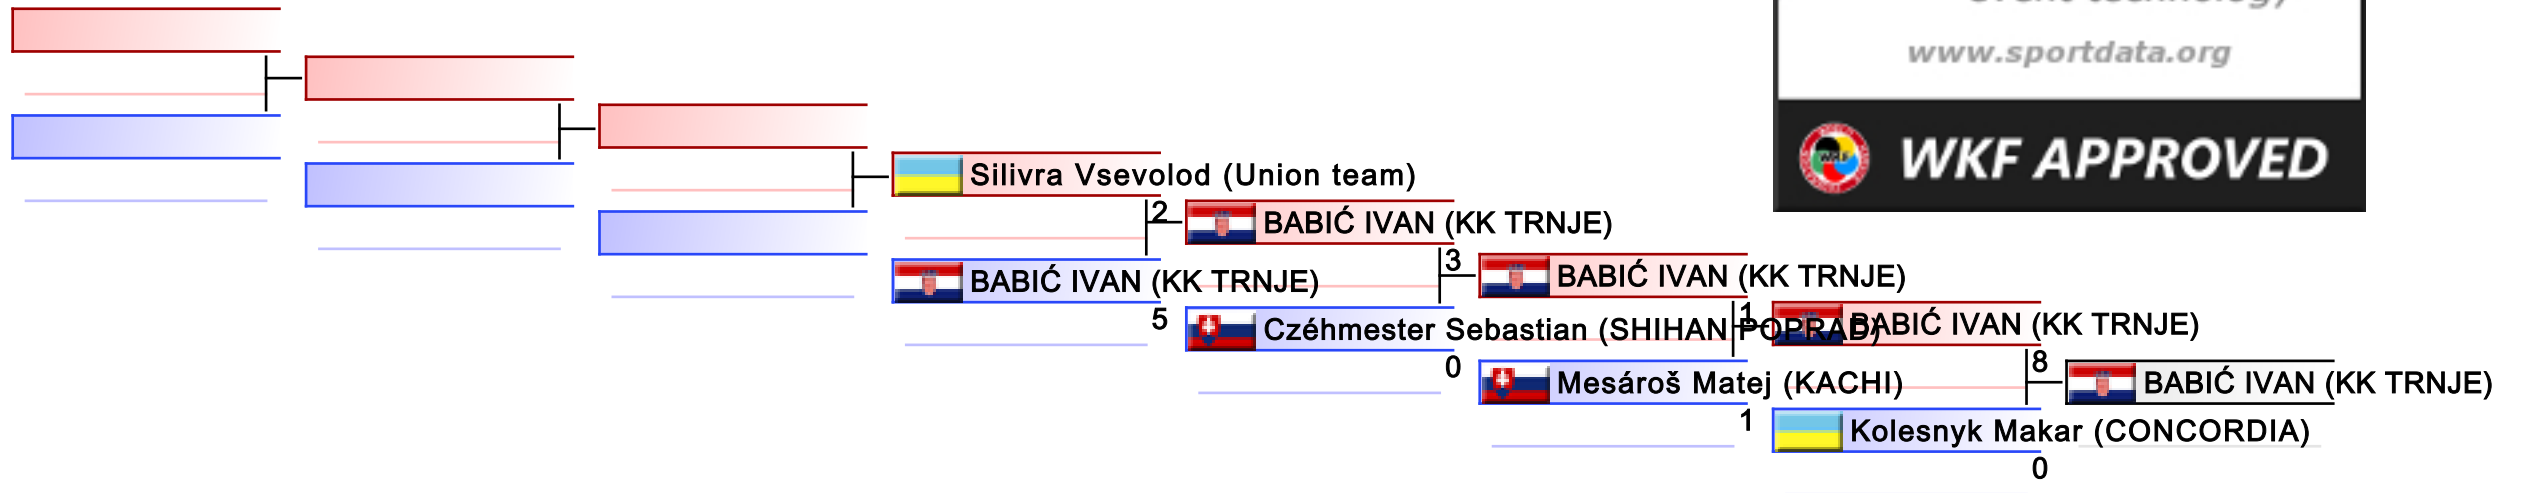 www.sportdata.org
WKF APPROVED
Silivra Vsevolod (Union team)
2
BABIĆ IVAN (KK TRNJE)
BABIĆ IVAN (KK TRNJE)
5
3
BABIĆ IVAN (KK TRNJE)
Czéhmester Sebastian (SHIHAN POPRAD)
0
1
BABIĆ IVAN (KK TRNJE)
Mesároš Matej (KACHI)
1
8
BABIĆ IVAN (KK TRNJE)
Kolesnyk Makar (CONCORDIA)
0